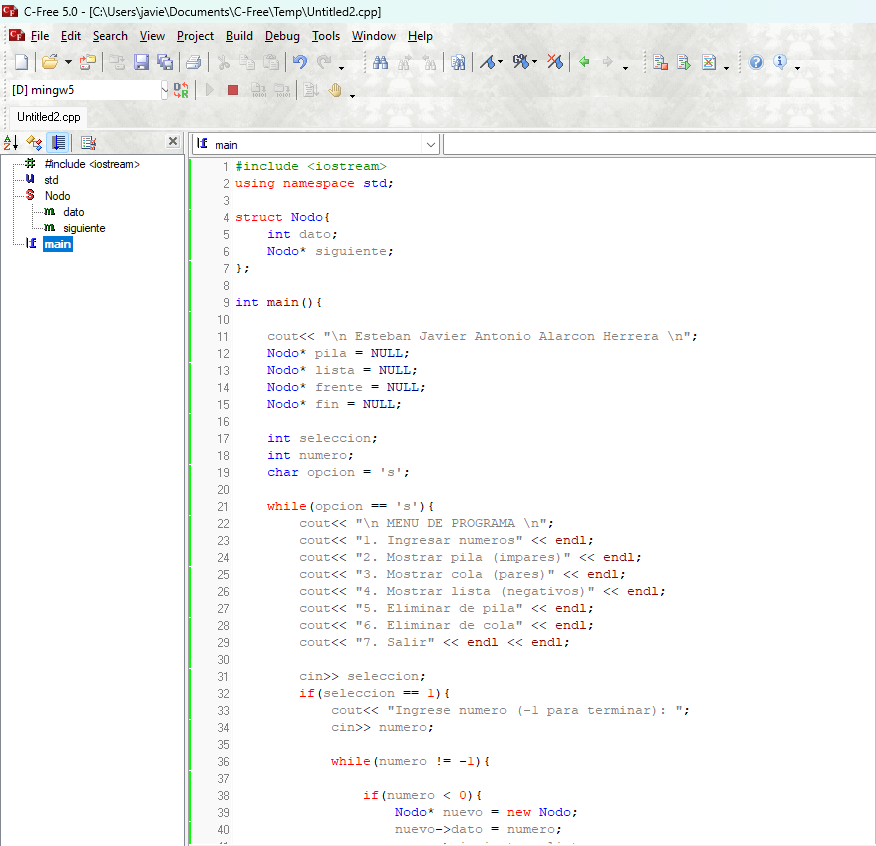 C-Free 5.0 - [C:\Users\javie\Documents\C-Free\Temp\Untitled2.cpp]
File Edit Search View Project Build Debug Tools Window Help
[D] mingw5
Untitled2.cpp
main
#include <iostream>
std
Nodo
dato
siguiente
main
1 #include <iostream>
2 using namespace std;
3
4 struct Nodo{
5     int dato;
6     Nodo* siguiente;
7 };
8
9 int main(){
10
11     cout<< "\n Esteban Javier Antonio Alarcon Herrera \n";
12     Nodo* pila = NULL;
13     Nodo* lista = NULL;
14     Nodo* frente = NULL;
15     Nodo* fin = NULL;
16
17     int seleccion;
18     int numero;
19     char opcion = 's';
20
21     while(opcion == 's'){
22         cout<< "\n MENU DE PROGRAMA \n";
23         cout<< "1. Ingresar numeros" << endl;
24         cout<< "2. Mostrar pila (impares)" << endl;
25         cout<< "3. Mostrar cola (pares)" << endl;
26         cout<< "4. Mostrar lista (negativos)" << endl;
27         cout<< "5. Eliminar de pila" << endl;
28         cout<< "6. Eliminar de cola" << endl;
29         cout<< "7. Salir" << endl << endl;
30
31         cin>> seleccion;
32         if(seleccion == 1){
33             cout<< "Ingrese numero (-1 para terminar): ";
34             cin>> numero;
35
36             while(numero != -1){
37
38                 if(numero < 0){
39                     Nodo* nuevo = new Nodo;
40                     nuevo->dato = numero;